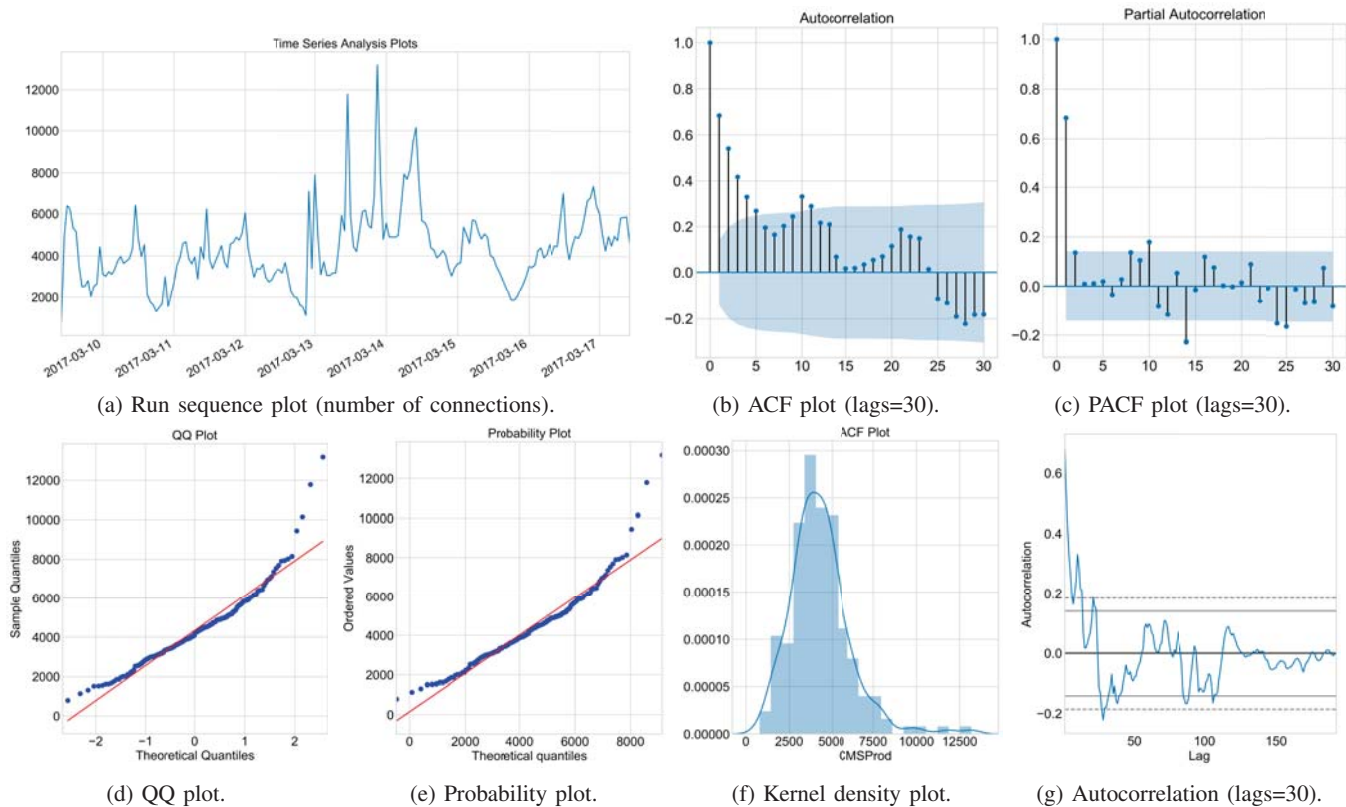 Time Series Analysis Plots
12000
10000
8000
6000
4000
2000
2017-03-10
2017-03-11
2017-03-12
2017-03-13
2017-03-14
2017-03-15
2017-03-16
2017-03-17
(a) Run sequence plot (number of connections).
Autocorrelation
1.0
0.8
0.6
0.4
0.2
0.0
−0.2
0 5 10 15 20 25 30
(b) ACF plot (lags=30).
Partial Autocorrelation
1.0
0.8
0.6
0.4
0.2
0.0
−0.2
0 5 10 15 20 25 30
(c) PACF plot (lags=30).
QQ Plot
Sample Quantiles
12000
10000
8000
6000
4000
2000
0
−2 −1 0 1 2
Theoretical Quantiles
(d) QQ plot.
Probability Plot
Ordered Values
12000
10000
8000
6000
4000
2000
0
0 2000 4000 6000 8000
Theoretical quantiles
(e) Probability plot.
ACF Plot
0.00030
0.00025
0.00020
0.00015
0.00010
0.00005
0.00000
0 2500 5000 7500 10000 12500
CMSProd
(f) Kernel density plot.
Autocorrelation
0.6
0.4
0.2
0.0
−0.2
50 100 150
Lag
(g) Autocorrelation (lags=30).